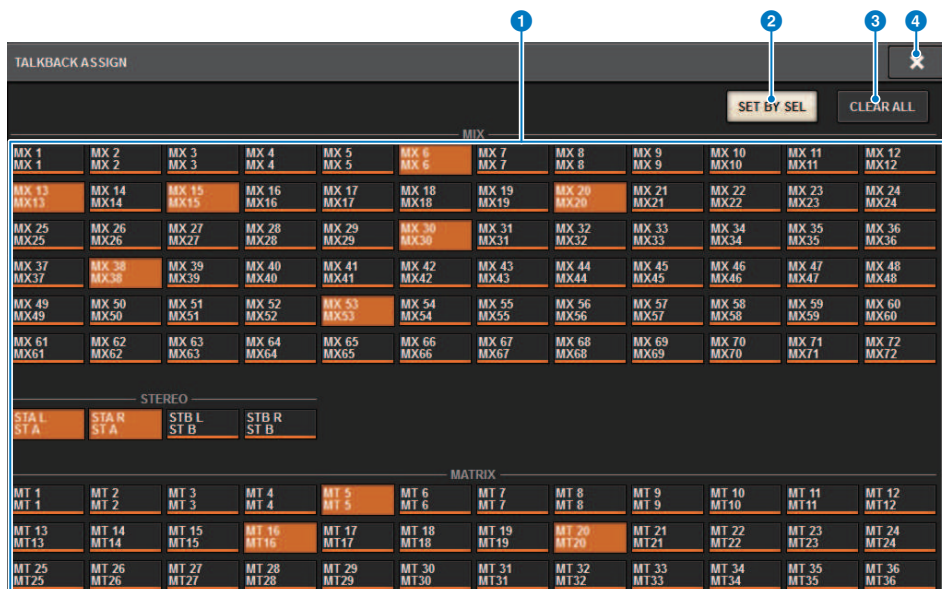 1 2 3 4
TALKBACK ASSIGN
SET BY SEL CLEAR ALL
MIX
MX 1 MX 2 MX 3 MX 4 MX 5 MX 6 MX 7 MX 8 MX 9 MX 10 MX 11 MX 12
MX 1 MX 2 MX 3 MX 4 MX 5 MX 6 MX 7 MX 8 MX 9 MX10 MX11 MX12
MX 13 MX 14 MX 15 MX 16 MX 17 MX 18 MX 19 MX 20 MX 21 MX 22 MX 23 MX 24
MX13 MX14 MX15 MX16 MX17 MX18 MX19 MX20 MX21 MX22 MX23 MX24
MX 25 MX 26 MX 27 MX 28 MX 29 MX 30 MX 31 MX 32 MX 33 MX 34 MX 35 MX 36
MX25 MX26 MX27 MX28 MX29 MX30 MX31 MX32 MX33 MX34 MX35 MX36
MX 37 MX 38 MX 39 MX 40 MX 41 MX 42 MX 43 MX 44 MX 45 MX 46 MX 47 MX 48
MX37 MX38 MX39 MX40 MX41 MX42 MX43 MX44 MX45 MX46 MX47 MX48
MX 49 MX 50 MX 51 MX 52 MX 53 MX 54 MX 55 MX 56 MX 57 MX 58 MX 59 MX 60
MX49 MX50 MX51 MX52 MX53 MX54 MX55 MX56 MX57 MX58 MX59 MX60
MX 61 MX 62 MX 63 MX 64 MX 65 MX 66 MX 67 MX 68 MX 69 MX 70 MX 71 MX 72
MX61 MX62 MX63 MX64 MX65 MX66 MX67 MX68 MX69 MX70 MX71 MX72
STEREO
STA L STA R STB L STB R
ST A ST A ST B ST B
MATRIX
MT 1 MT 2 MT 3 MT 4 MT 5 MT 6 MT 7 MT 8 MT 9 MT 10 MT 11 MT 12
MT 1 MT 2 MT 3 MT 4 MT 5 MT 6 MT 7 MT 8 MT 9 MT10 MT11 MT12
MT 13 MT 14 MT 15 MT 16 MT 17 MT 18 MT 19 MT 20 MT 21 MT 22 MT 23 MT 24
MT13 MT14 MT15 MT16 MT17 MT18 MT19 MT20 MT21 MT22 MT23 MT24
MT 25 MT 26 MT 27 MT 28 MT 29 MT 30 MT 31 MT 32 MT 33 MT 34 MT 35 MT 36
MT25 MT26 MT27 MT28 MT29 MT30 MT31 MT32 MT33 MT34 MT35 MT36